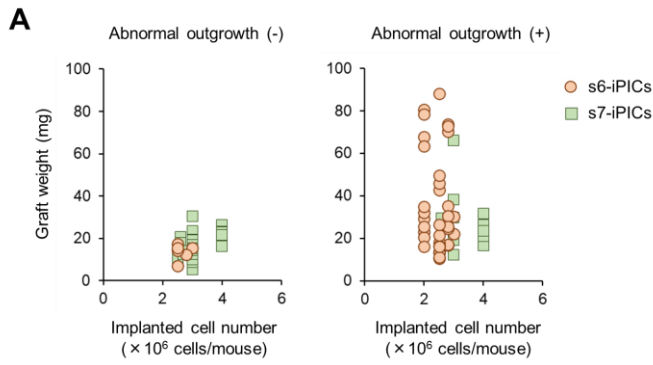 A
Abnormal outgrowth (-)
Abnormal outgrowth (+)
s6-iPICs
s7-iPICs
Graft weight (mg)
100
80
60
40
20
0
0 2 4 6
Implanted cell number
(×10⁶ cells/mouse)
100
80
60
40
20
0
0 2 4 6
Implanted cell number
(×10⁶ cells/mouse)